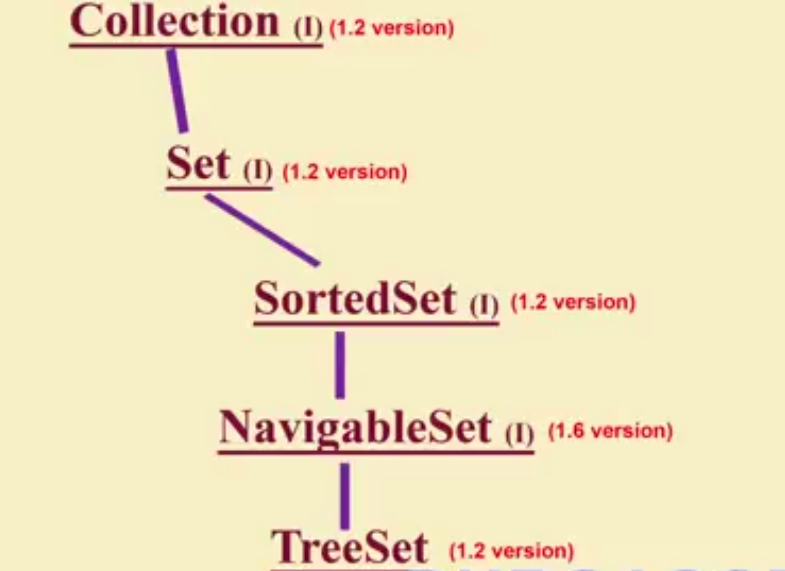 Collection (I) (1.2 version)
Set (I) (1.2 version)
SortedSet (I) (1.2 version)
NavigableSet (I) (1.6 version)
TreeSet (1.2 version)